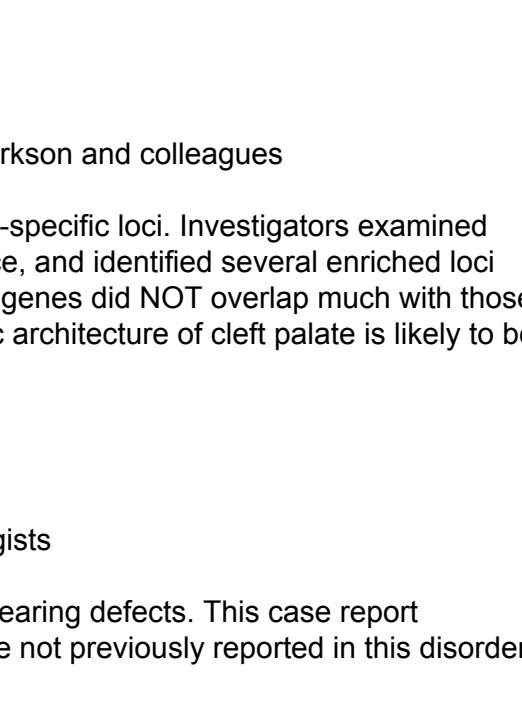 rkson and colleagues
-specific loci. Investigators examined
e, and identified several enriched loci
genes did NOT overlap much with those
c architecture of cleft palate is likely to be
gists
earing defects. This case report
e not previously reported in this disorder